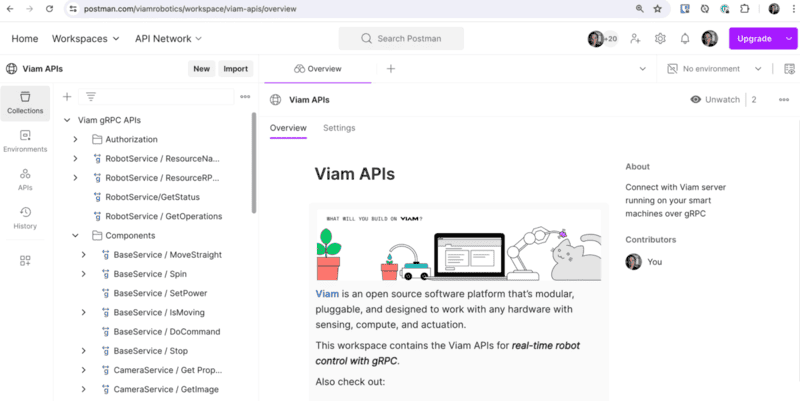 postman.com/viamrobotics/workspace/viam-apis/overview
Home Workspaces API Network Search Postman +20 Upgrade
Viam APIs New Import Overview No environment
Collections
Environments
APIs
History
Viam gRPC APIs
Authorization
RobotService / ResourceNa...
RobotService / ResourceRP...
RobotService/GetStatus
RobotService / GetOperations
Components
BaseService / MoveStraight
BaseService / Spin
BaseService / SetPower
BaseService / IsMoving
BaseService / DoCommand
BaseService / Stop
CameraService / Get Prop...
CameraService / GetImage
Viam APIs Unwatch 2
Overview Settings
Viam APIs
WHAT WILL YOU BUILD ON VIAM?
Viam is an open source software platform that's modular,
pluggable, and designed to work with any hardware with
sensing, compute, and actuation.
This workspace contains the Viam APIs for real-time robot
control with gRPC.
Also check out:
About
Connect with Viam server
running on your smart
machines over gRPC
Contributors
You